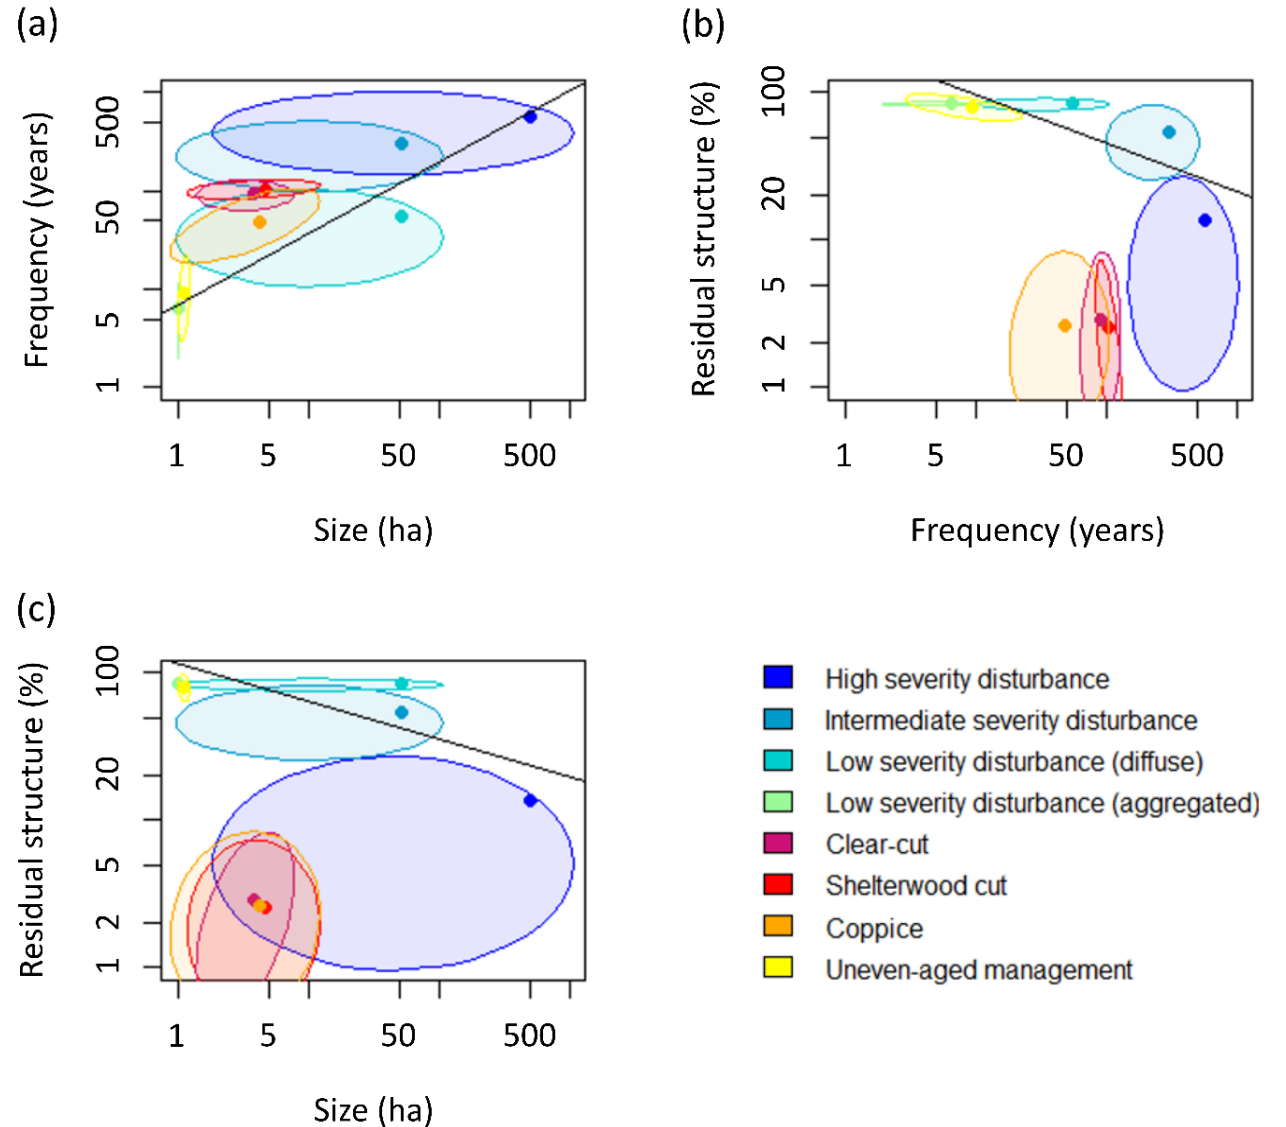 (a)
Frequency (years)
500
50
5
1
1 5 50 500
Size (ha)
(b)
Residual structure (%)
100
20
5
2
1
1 5 50 500
Frequency (years)
(c)
Residual structure (%)
100
20
5
2
1
1 5 50 500
Size (ha)
High severity disturbance
Intermediate severity disturbance
Low severity disturbance (diffuse)
Low severity disturbance (aggregated)
Clear-cut
Shelterwood cut
Coppice
Uneven-aged management